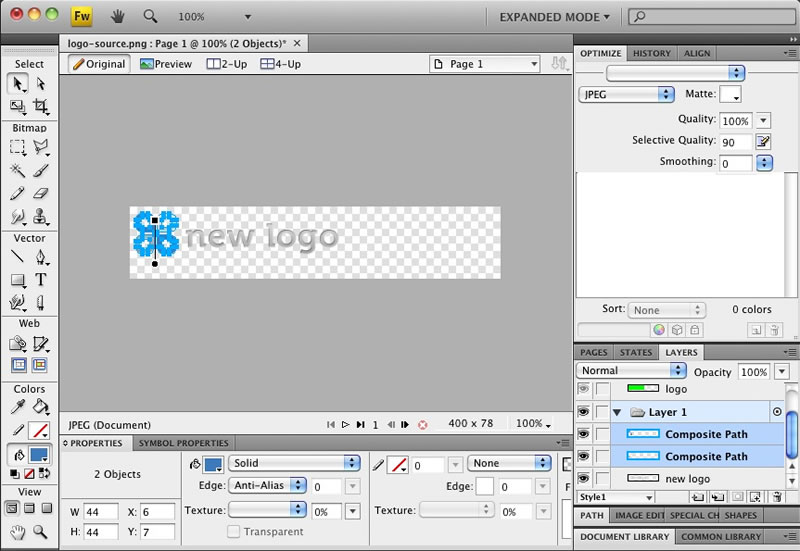 Fw 100% EXPANDED MODE
logo-source.png : Page 1 @ 100% (2 Objects)*
Original Preview 2-Up 4-Up Page 1
Select
Bitmap
Vector
T
Web
Colors
View
new logo
JPEG (Document) 1 400 x 78 100%
PROPERTIES SYMBOL PROPERTIES
2 Objects
W 44 X: 6
H: 44 Y: 7
Solid
Edge: Anti-Alias 0
Texture: 0%
Transparent
0 None
Edge: 0
Texture: 0%
F
OPTIMIZE HISTORY ALIGN
JPEG Matte:
Quality: 100%
Selective Quality: 90
Smoothing: 0
Sort: None 0 colors
PAGES STATES LAYERS
Normal Opacity 100%
logo
Layer 1
Composite Path
Composite Path
new logo
Style1
PATH IMAGE EDIT SPECIAL CH SHAPES
DOCUMENT LIBRARY COMMON LIBRARY